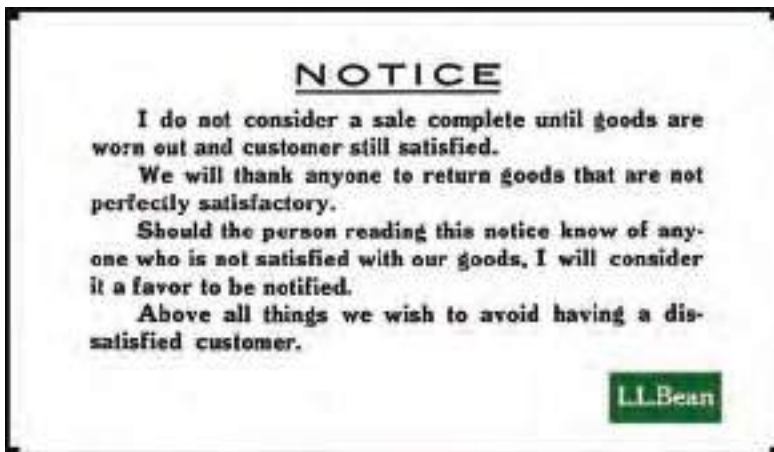 NOTICE
I do not consider a sale complete until goods are
worn out and customer still satisfied.
We will thank anyone to return goods that are not
perfectly satisfactory.
Should the person reading this notice know of any-
one who is not satisfied with our goods, I will consider
it a favor to be notified.
Above all things we wish to avoid having a dis-
satisfied customer.
L.L.Bean